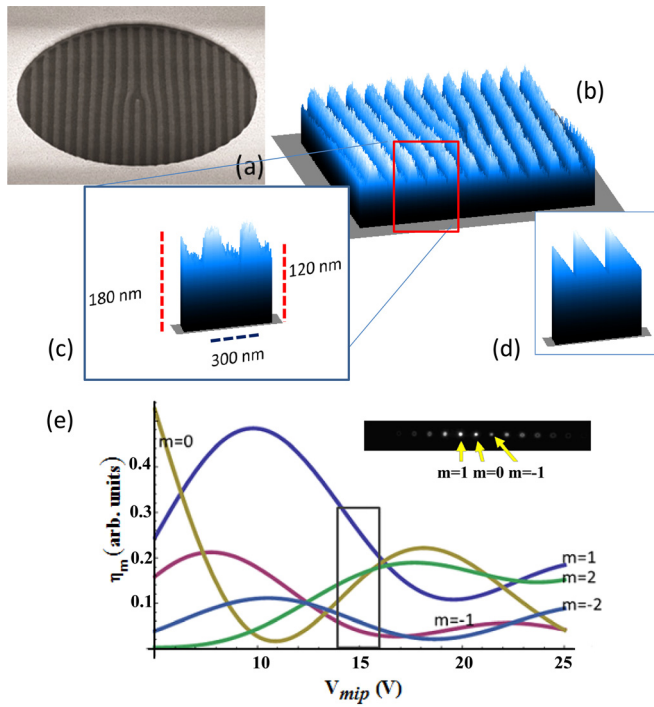 (a)
(b)
180 nm
120 nm
300 nm
(c)
(d)
(e)
m=0
m=1 m=0 m=-1
η_m (arb. units)
0.4
0.3
0.2
0.1
m=1
m=2
m=-2
m=-1
10
15
20
25
V_mip (V)